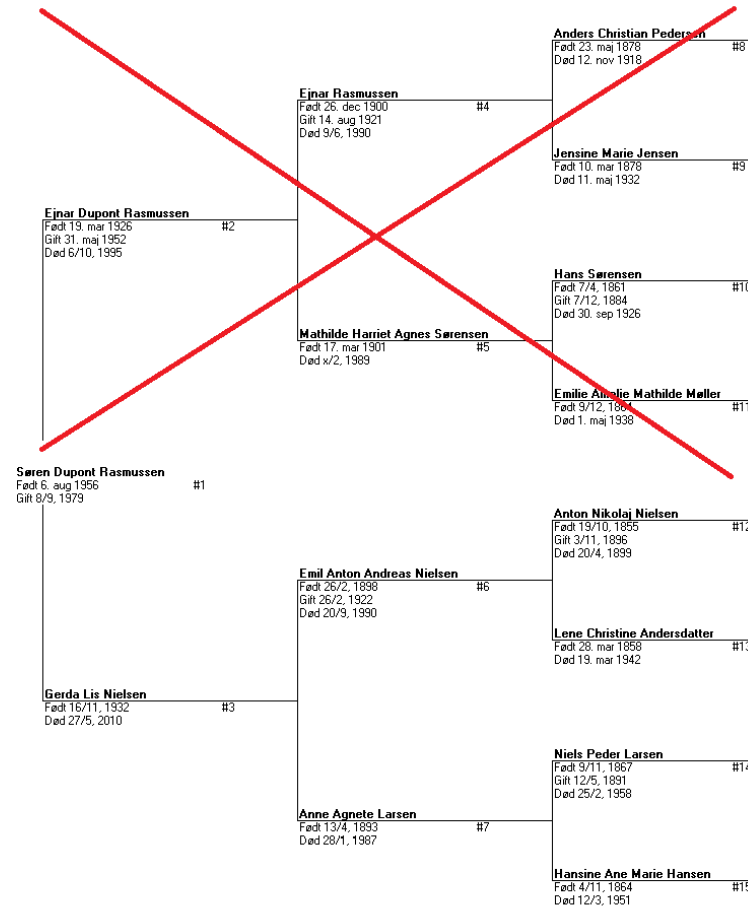 Anders Christian Pedersen
Født 23. maj 1878 #8
Død 12. nov 1918
Ejnar Rasmussen
Født 26. dec 1900 #4
Gift 14. aug 1921
Død 9/6, 1990
Jensine Marie Jensen
Født 10. mar 1878 #9
Død 11. maj 1932
Ejnar Dupont Rasmussen
Født 19. mar 1926 #2
Gift 31. maj 1952
Død 6/10, 1995
Hans Sørensen
Født 7/4, 1861 #10
Gift 7/12, 1884
Død 30. sep 1926
Mathilde Harriet Agnes Sørensen
Født 17. mar 1901 #5
Død x/2, 1989
Emilie Amalie Mathilde Møller
Født 9/12, 1864 #11
Død 1. maj 1938
Søren Dupont Rasmussen
Født 6. aug 1956 #1
Gift 8/9, 1979
Anton Nikolaj Nielsen
Født 19/10, 1855 #12
Gift 3/11, 1896
Død 20/4, 1899
Emil Anton Andreas Nielsen
Født 26/2, 1898 #6
Gift 26/2, 1922
Død 20/9, 1990
Lene Christine Andersdatter
Født 28. mar 1858 #13
Død 19. mar 1942
Gerda Lis Nielsen
Født 16/11, 1932 #3
Død 27/5, 2010
Niels Peder Larsen
Født 9/11, 1867 #14
Gift 12/5, 1891
Død 25/2, 1958
Anne Agnete Larsen
Født 13/4, 1893 #7
Død 28/1, 1987
Hansine Ane Marie Hansen
Født 4/11, 1864 #15
Død 12/3, 1951